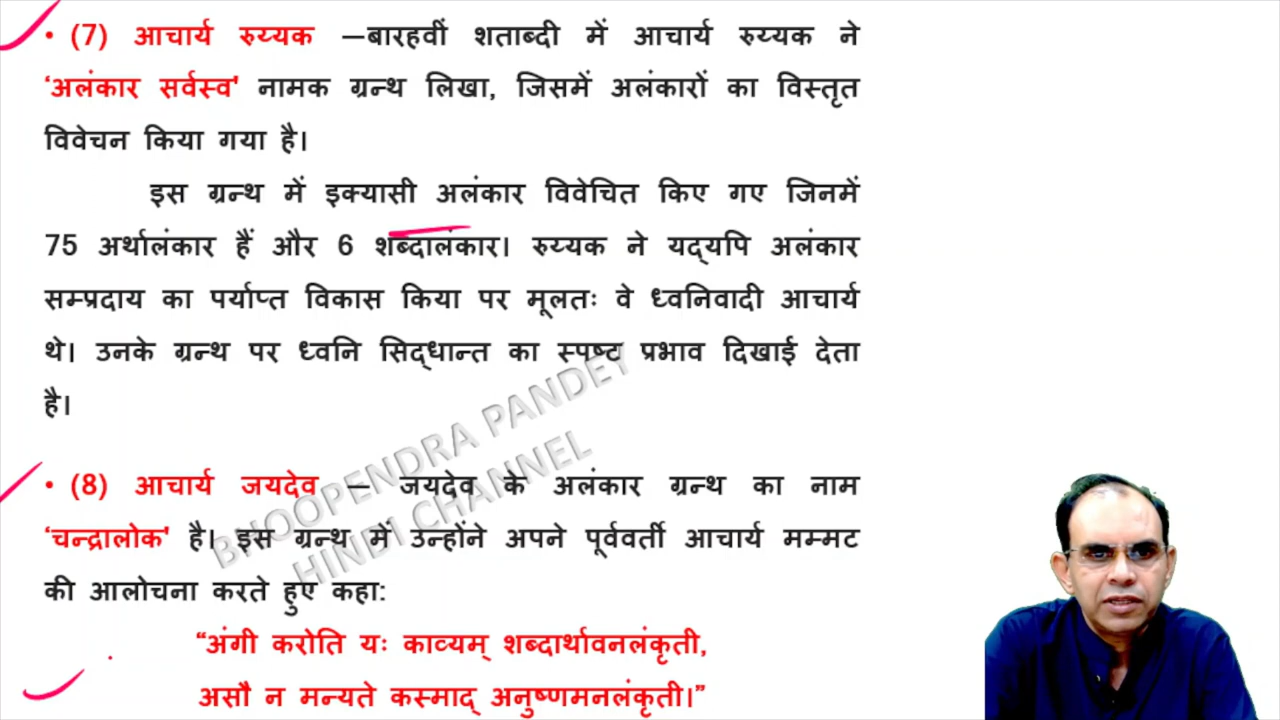 • (7) आचार्य रुय्यक —बारहवीं शताब्दी में आचार्य रुय्यक ने
‘अलंकार सर्वस्व' नामक ग्रन्थ लिखा, जिसमें अलंकारों का विस्तृत
विवेचन किया गया है।
इस ग्रन्थ में इक्यासी अलंकार विवेचित किए गए जिनमें
75 अर्थालंकार हैं और 6 शब्दालंकार। रुय्यक ने यद्यपि अलंकार
सम्प्रदाय का पर्याप्त विकास किया पर मूलतः वे ध्वनिवादी आचार्य
थे। उनके ग्रन्थ पर ध्वनि सिद्धान्त का स्पष्ट प्रभाव दिखाई देता
है।
BHOOPENDRA PANDEY
HINDI CHANNEL
• (8) आचार्य जयदेव — जयदेव के अलंकार ग्रन्थ का नाम
‘चन्द्रालोक' है। इस ग्रन्थ में उन्होंने अपने पूर्ववर्ती आचार्य मम्मट
की आलोचना करते हुए कहा:
“अंगी करोति यः काव्यम् शब्दार्थावनलंकृती,
असौ न मन्यते कस्माद् अनुष्णमनलंकृती।”